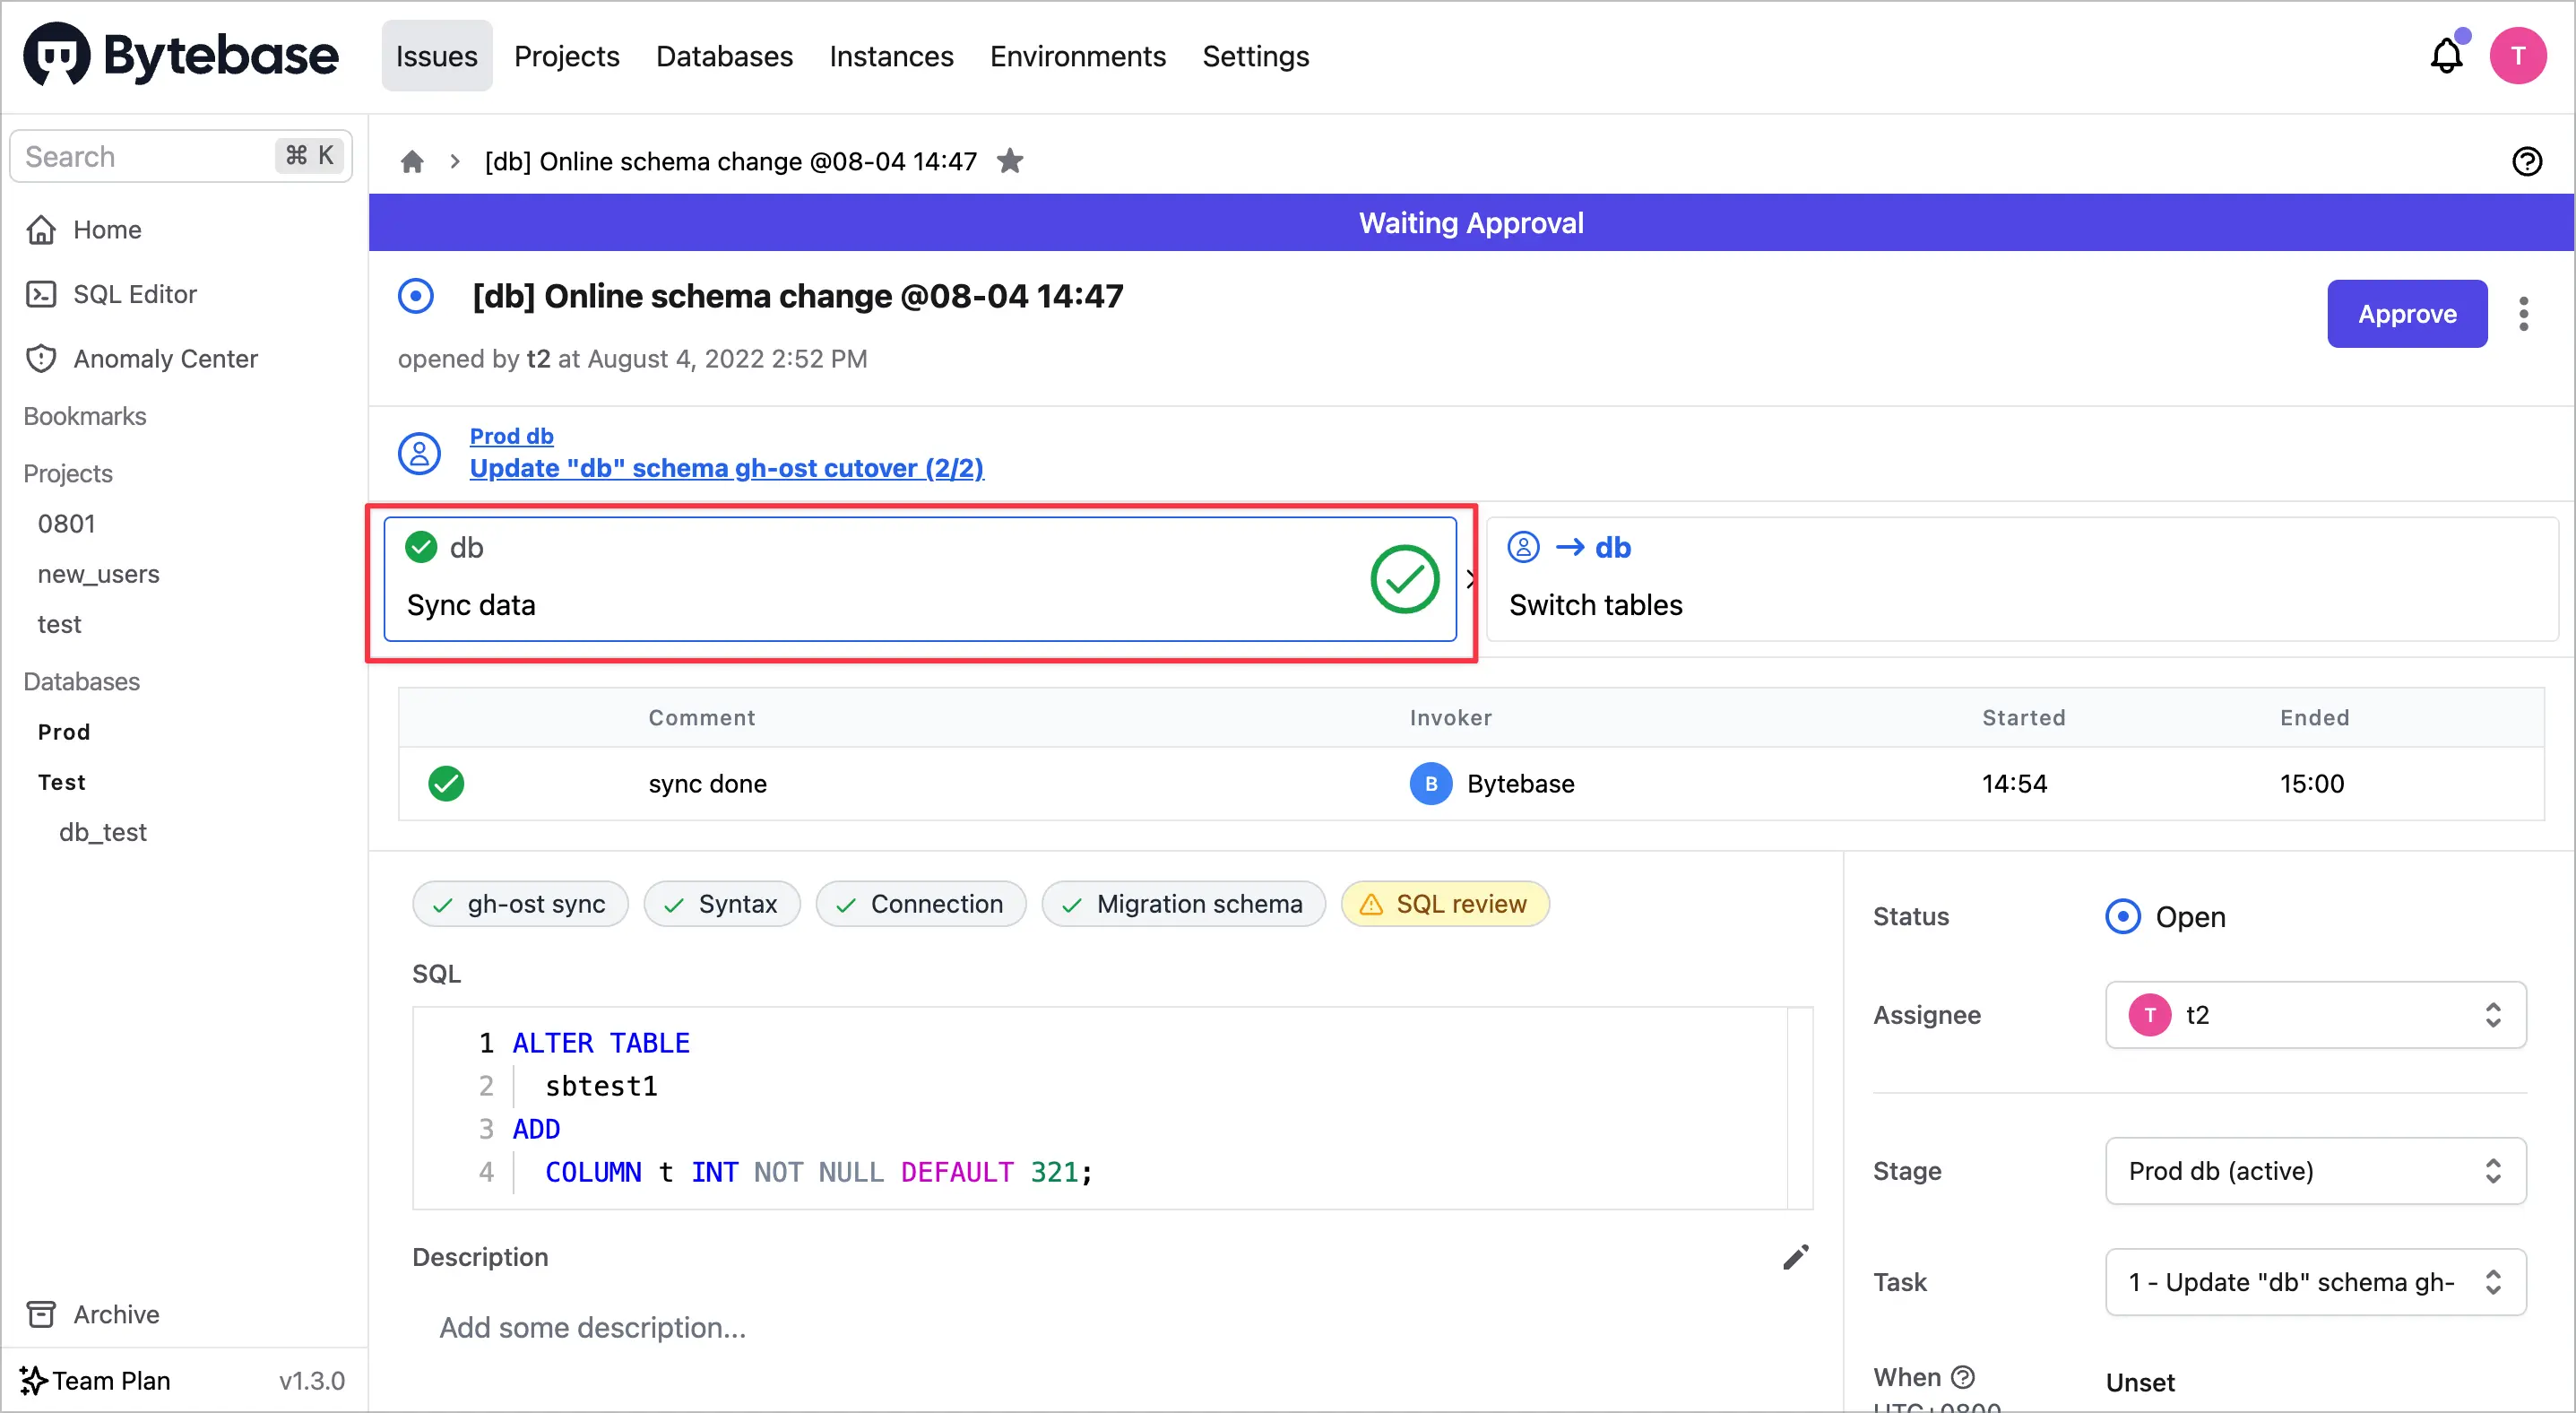 Bytebase
Issues Projects Databases Instances Environments Settings
T
Search ⌘ K
[db] Online schema change @08-04 14:47
Home
SQL Editor
Anomaly Center
Bookmarks
Projects
0801
new_users
test
Databases
Prod
Test
db_test
Archive
Team Plan v1.3.0
Waiting Approval
[db] Online schema change @08-04 14:47
Approve
opened by t2 at August 4, 2022 2:52 PM
Prod db
Update "db" schema gh-ost cutover (2/2)
db
Sync data
→ db
Switch tables
Comment Invoker Started Ended
sync done B Bytebase 14:54 15:00
gh-ost sync Syntax Connection Migration schema SQL review
SQL
1 ALTER TABLE
2 sbtest1
3 ADD
4 COLUMN t INT NOT NULL DEFAULT 321;
Description
Add some description...
Status Open
Assignee T t2
Stage Prod db (active)
Task 1 - Update "db" schema gh-
When Unset
UTC+0800